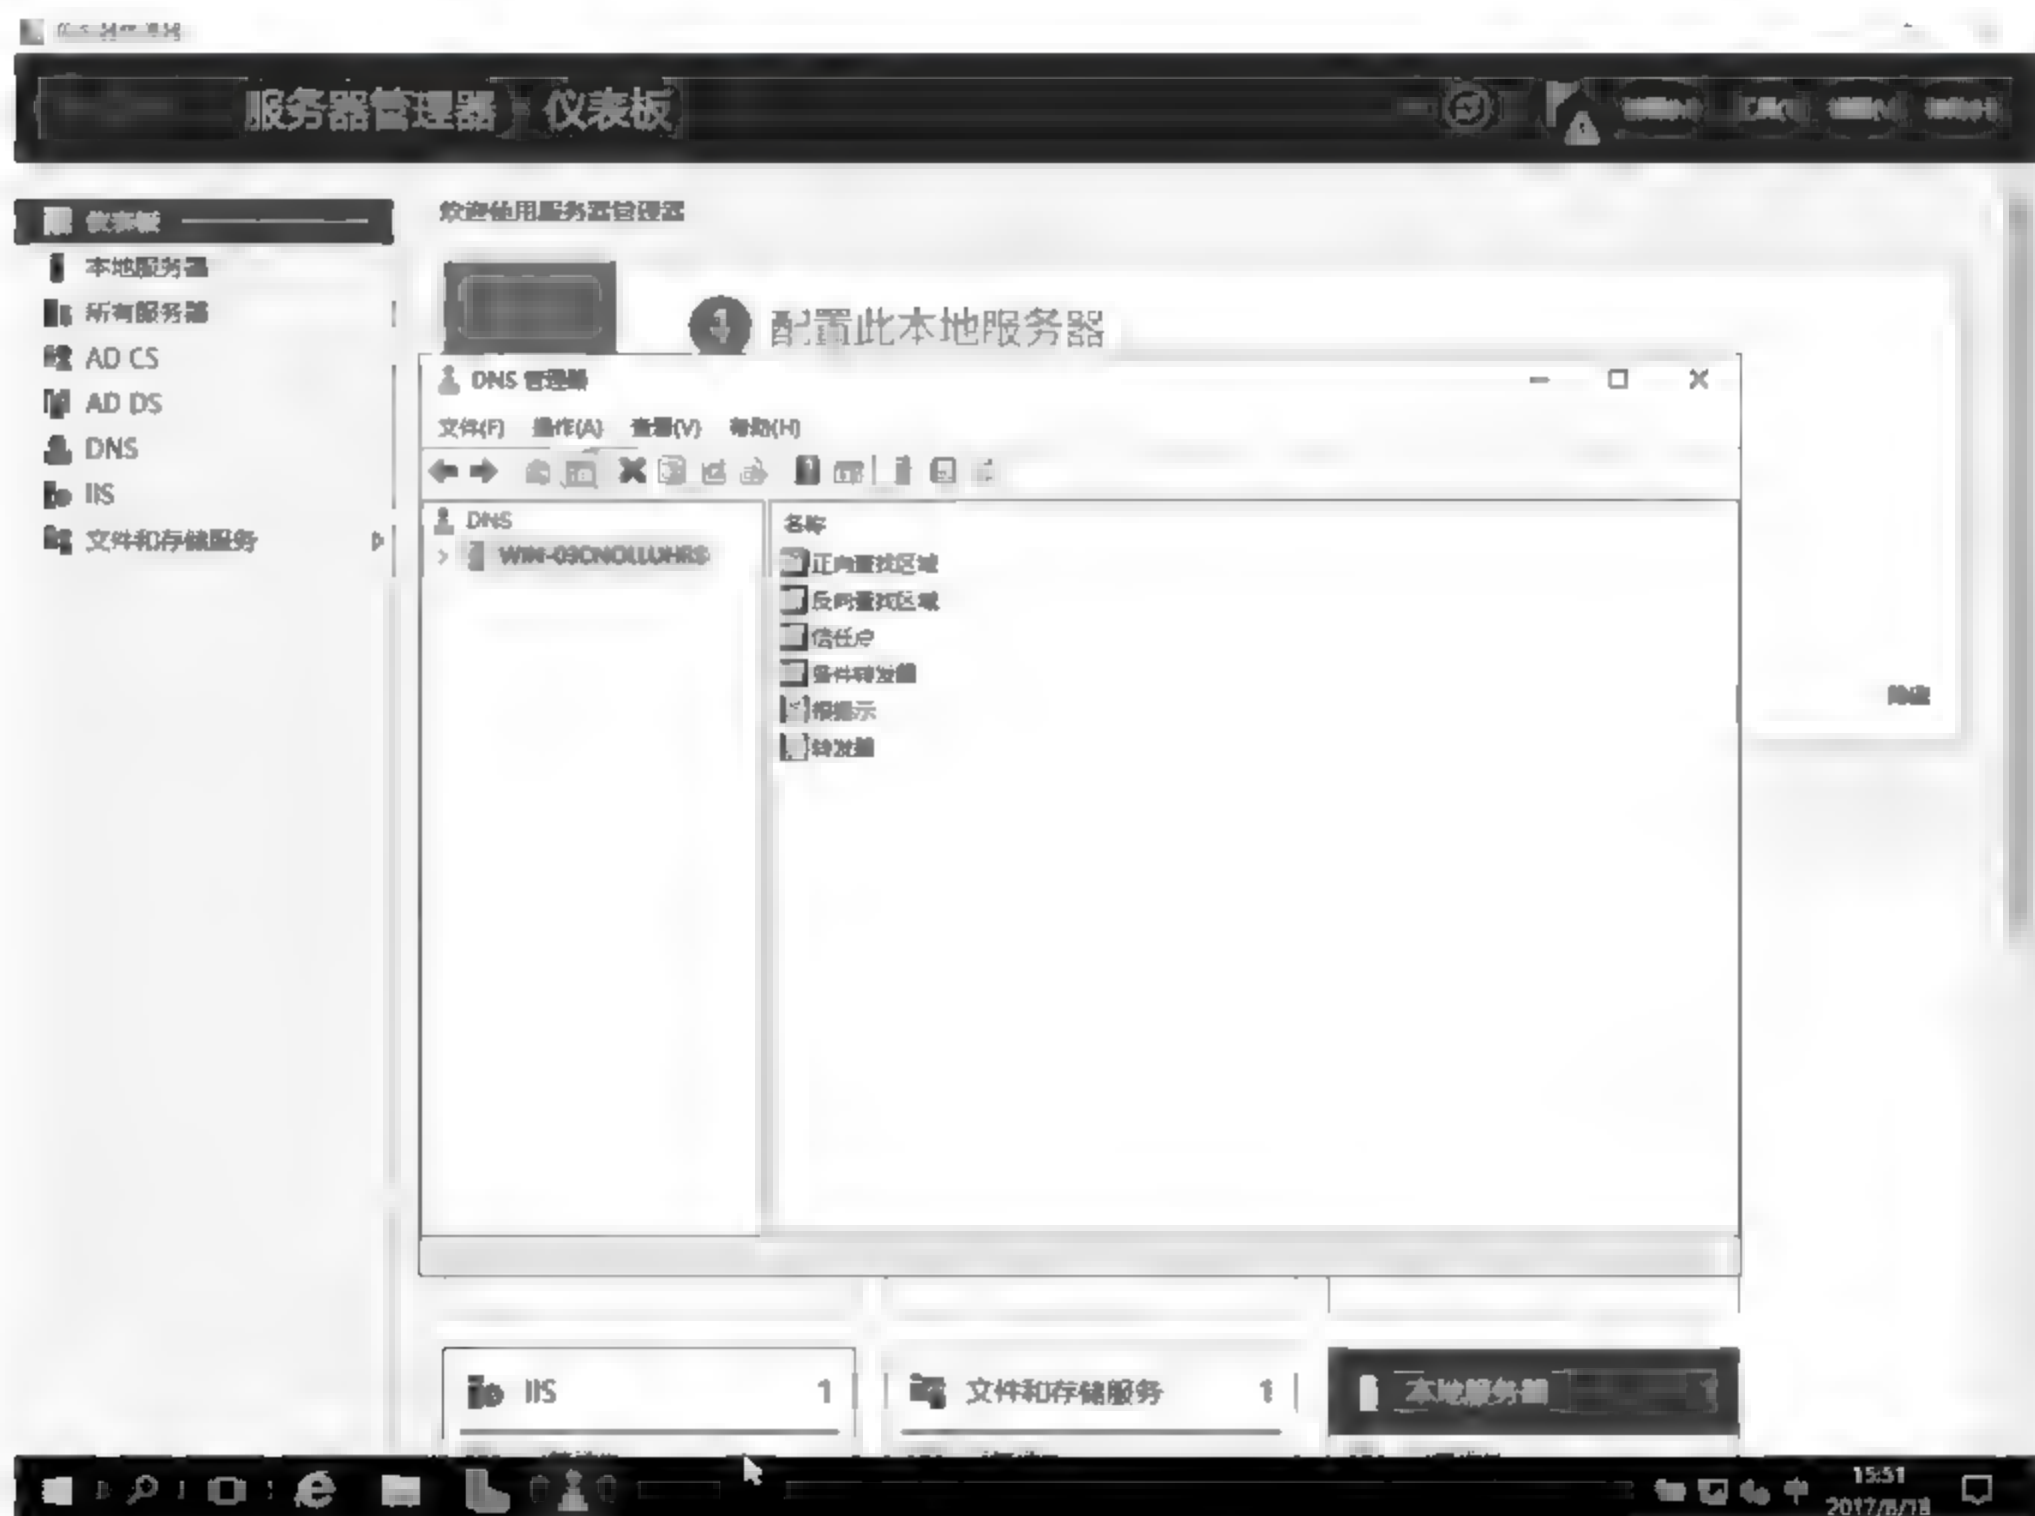 服务器管理器 仪表板
仪表板
本地服务器
所有服务器
AD CS
AD DS
DNS
IIS
文件和存储服务
欢迎使用服务器管理器
1 配置此本地服务器
DNS 管理器
文件(F) 操作(A) 查看(V) 帮助(H)
DNS
名称
正向查找区域
反向查找区域
信任点
条件转发器
根提示
转发器
隐藏
IIS 1
文件和存储服务 1
本地服务器 1
中
15:51